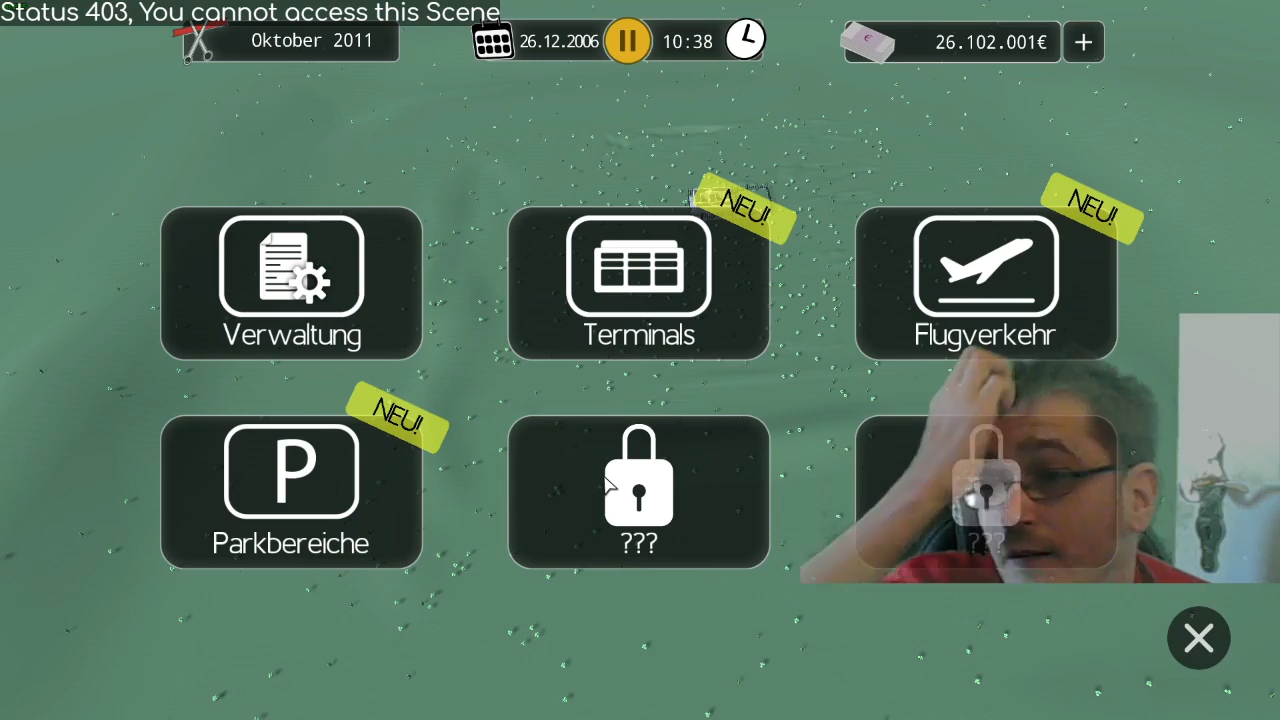 Status 403, You cannot access this Scene
Oktober 2011
26.12.2006
10:38
26.102.001€
+
NEU!
NEU!
Verwaltung
Terminals
Flugverkehr
NEU!
P
Parkbereiche
???
???